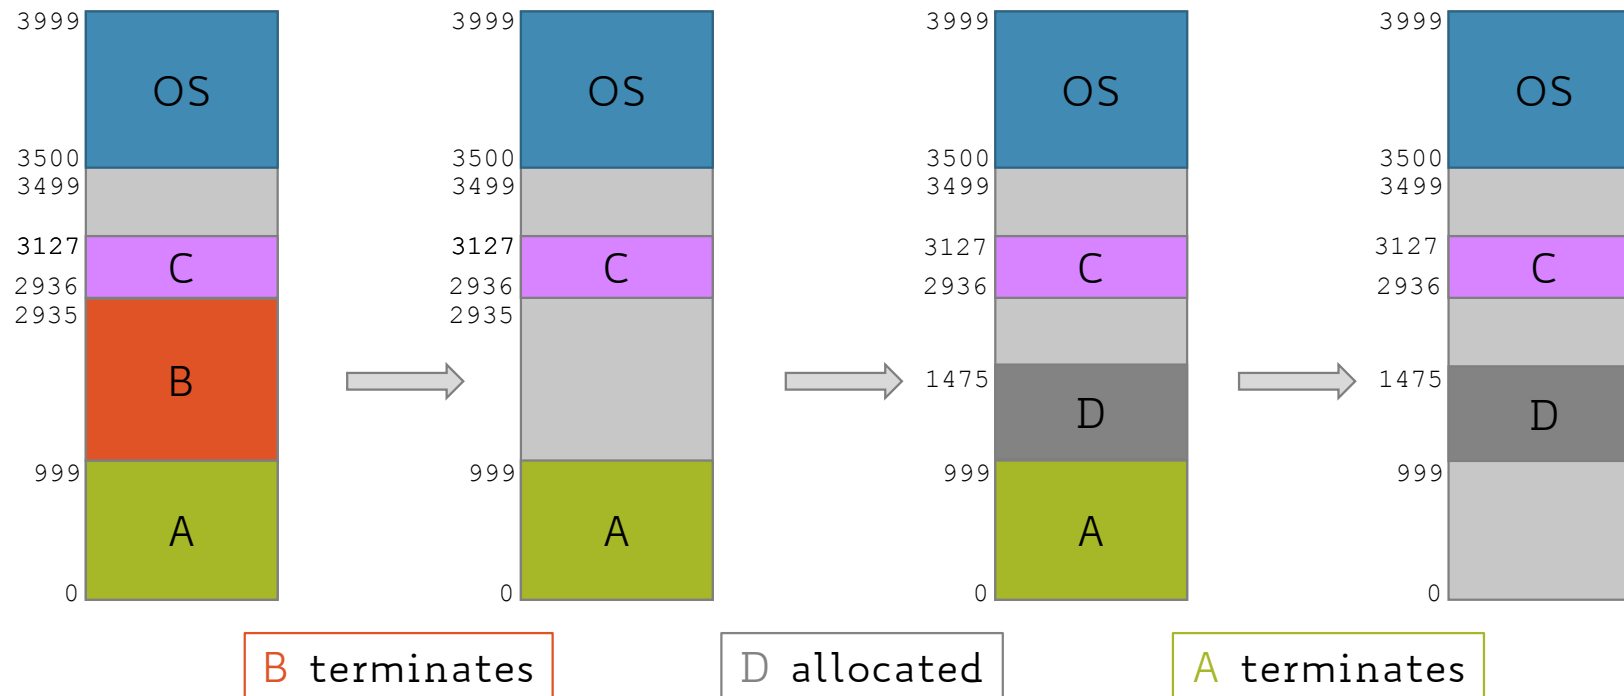 3999 3999 3999 3999
OS OS OS OS
3500 3500 3500 3500
3499 3499 3499 3499
3127 3127 3127 3127
C C C C
2936 2936 2936 2936
2935 2935
B 1475 1475
D D
999 999 999 999
A A A
0 0 0 0
B terminates D allocated A terminates